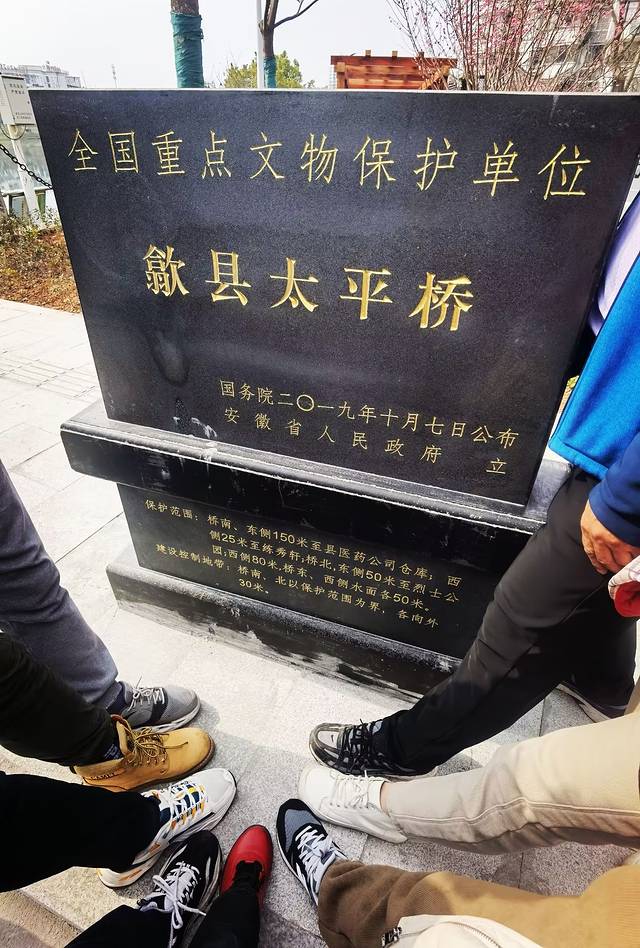 全国重点文物保护单位
歙县太平桥
国务院二〇一九年十月七日公布
安徽省人民政府 立
保护范围：桥南、东侧150米至县医药公司仓库；西
侧25米至练秀轩；桥北，东侧50米至烈士公
园；西侧80米，桥东、西侧水面各50米。
建设控制地带：桥南、北以保护范围为界，各向外
30米。